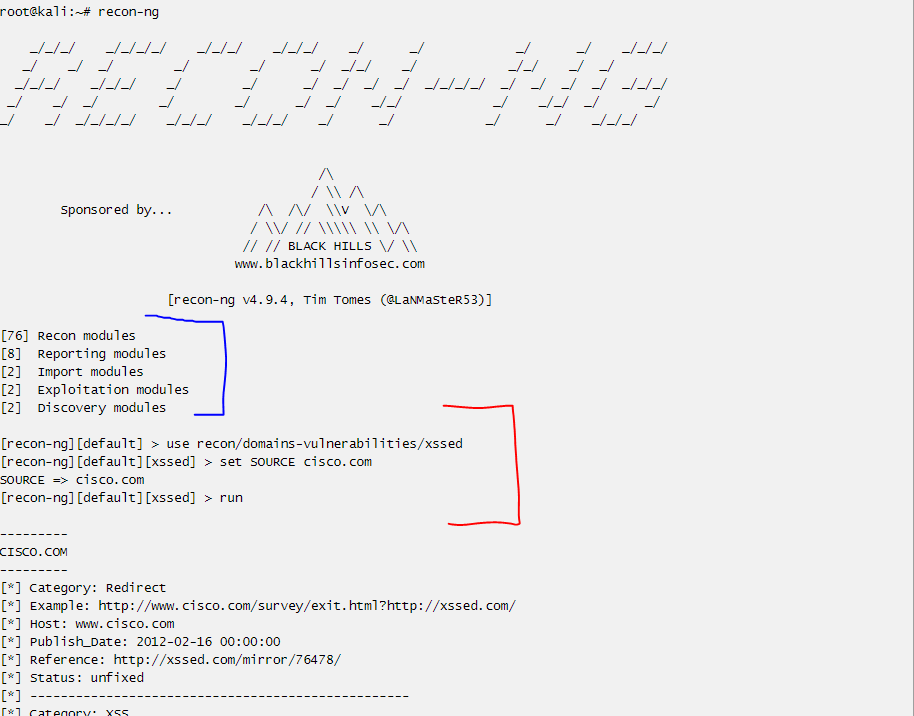 root@kali:~# recon-ng
    _/_/_/    _/_/_/_/    _/_/_/    _/_/_/    _/      _/            _/      _/    _/_/_/
   _/    _/  _/        _/        _/      _/  _/_/    _/            _/_/    _/  _/
  _/_/_/    _/_/_/    _/        _/      _/  _/  _/  _/  _/_/_/_/  _/  _/  _/  _/  _/_/_/
 _/    _/  _/        _/        _/      _/  _/    _/_/            _/    _/_/  _/      _/
_/    _/  _/_/_/_/    _/_/_/    _/_/_/    _/      _/            _/      _/    _/_/_/
/\
/ \\ /\
Sponsored by... /\ /\/ \\V \/\
/ \\/ // \\\\\ \\ \/\
// // BLACK HILLS \/ \\
www.blackhillsinfosec.com
[recon-ng v4.9.4, Tim Tomes (@LaNMaSteR53)]
[76] Recon modules
[8]  Reporting modules
[2]  Import modules
[2]  Exploitation modules
[2]  Discovery modules
[recon-ng][default] > use recon/domains-vulnerabilities/xssed
[recon-ng][default][xssed] > set SOURCE cisco.com
SOURCE => cisco.com
[recon-ng][default][xssed] > run
---------
CISCO.COM
---------
[*] Category: Redirect
[*] Example: http://www.cisco.com/survey/exit.html?http://xssed.com/
[*] Host: www.cisco.com
[*] Publish_Date: 2012-02-16 00:00:00
[*] Reference: http://xssed.com/mirror/76478/
[*] Status: unfixed
[*] --------------------------------------------------
[*] Category: XSS